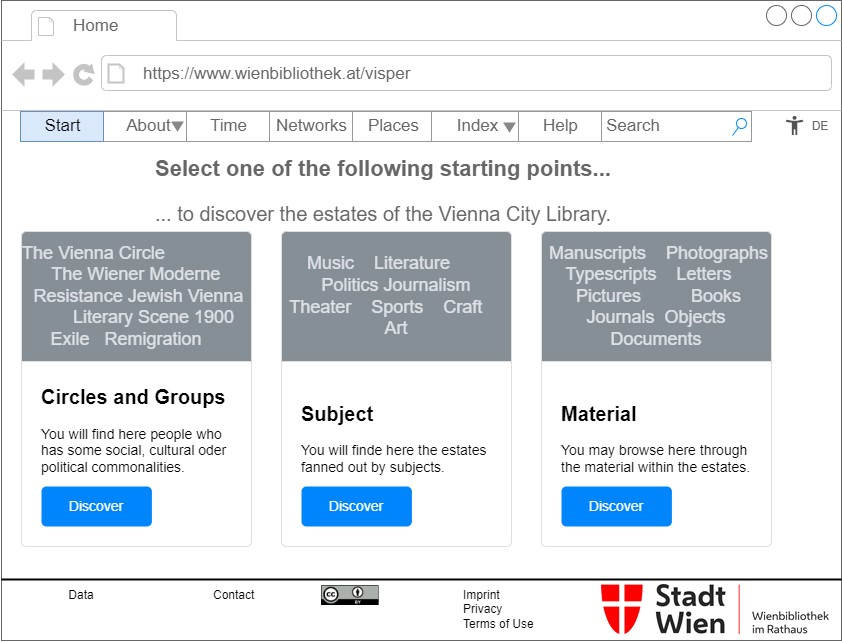 Home
https://www.wienbibliothek.at/visper
Start About Time Networks Places Index Help Search DE
Select one of the following starting points...
... to discover the estates of the Vienna City Library.
The Vienna Circle
The Wiener Moderne
Resistance Jewish Vienna
Literary Scene 1900
Exile Remigration
Circles and Groups
You will find here people who
has some social, cultural oder
political commonalities.
Discover
Music Literature
Politics Journalism
Theater Sports Craft
Art
Subject
You will finde here the estates
fanned out by subjects.
Discover
Manuscripts Photographs
Typescripts Letters
Pictures Books
Journals Objects
Documents
Material
You may browse here through
the material within the estates.
Discover
Data
Contact
cc
BY
Imprint
Privacy
Terms of Use
Stadt
Wien
Wienbibliothek
im Rathaus